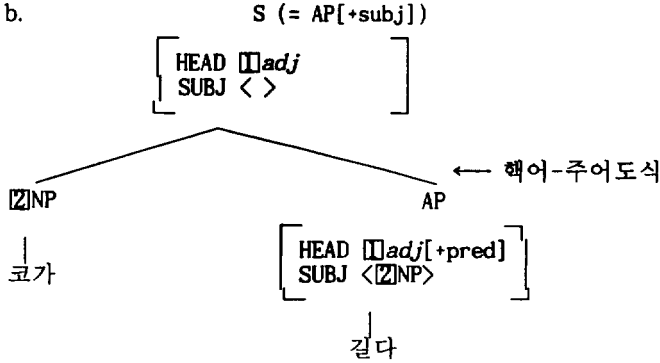 b. S (= AP[+subj])
HEAD [1]adj
SUBJ < >
← 핵어-주어도식
[2]NP AP
코가
HEAD [1]adj[+pred]
SUBJ <[2]NP>
길다